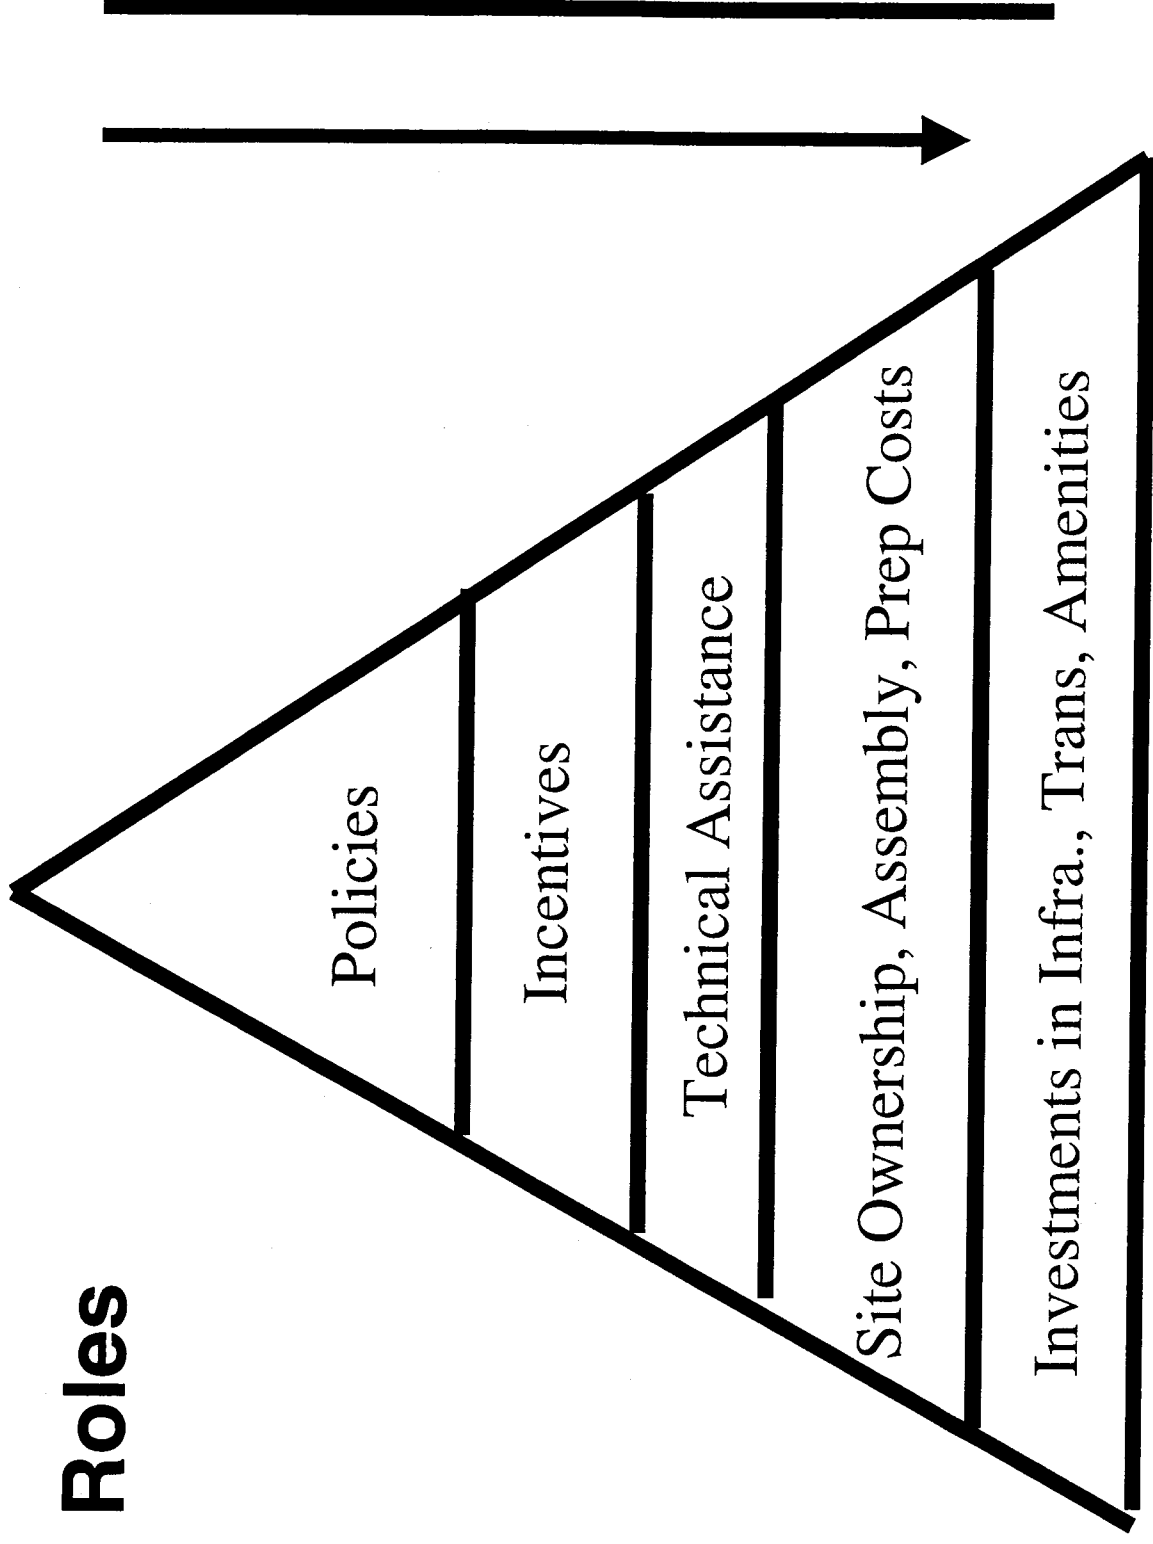 Roles
Policies
Incentives
Technical Assistance
Site Ownership, Assembly, Prep Costs
Investments in Infra., Trans, Amenities